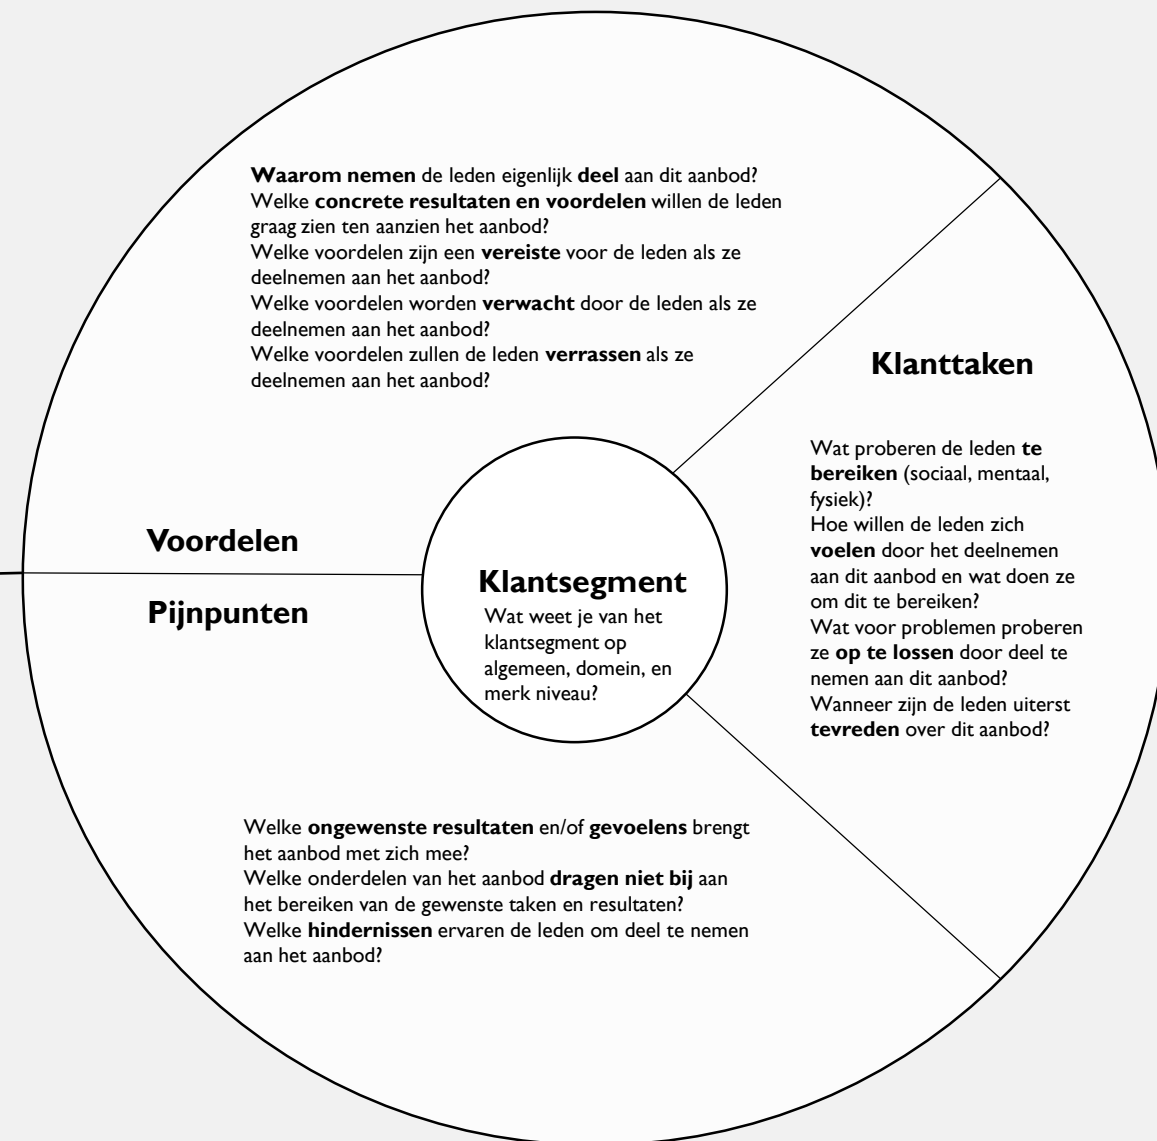 Waarom nemen de leden eigenlijk deel aan dit aanbod?
Welke concrete resultaten en voordelen willen de leden
graag zien ten aanzien het aanbod?
Welke voordelen zijn een vereiste voor de leden als ze
deelnemen aan het aanbod?
Welke voordelen worden verwacht door de leden als ze
deelnemen aan het aanbod?
Welke voordelen zullen de leden verrassen als ze
deelnemen aan het aanbod?
Voordelen
Klanttaken
Wat proberen de leden te
bereiken (sociaal, mentaal,
fysiek)?
Hoe willen de leden zich
voelen door het deelnemen
aan dit aanbod en wat doen ze
om dit te bereiken?
Wat voor problemen proberen
ze op te lossen door deel te
nemen aan dit aanbod?
Wanneer zijn de leden uiterst
tevreden over dit aanbod?
Klantsegment
Wat weet je van het
klantsegment op
algemeen, domein, en
merk niveau?
Pijnpunten
Welke ongewenste resultaten en/of gevoelens brengt
het aanbod met zich mee?
Welke onderdelen van het aanbod dragen niet bij aan
het bereiken van de gewenste taken en resultaten?
Welke hindernissen ervaren de leden om deel te nemen
aan het aanbod?